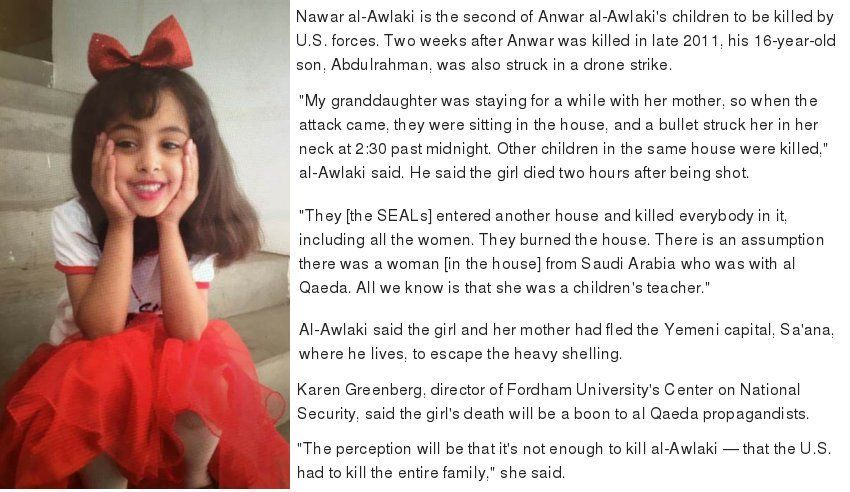 Nawar al-Awlaki is the second of Anwar al-Awlaki's children to be killed by
U.S. forces. Two weeks after Anwar was killed in late 2011, his 16-year-old
son, Abdulrahman, was also struck in a drone strike.
"My granddaughter was staying for a while with her mother, so when the
attack came, they were sitting in the house, and a bullet struck her in her
neck at 2:30 past midnight. Other children in the same house were killed,"
al-Awlaki said. He said the girl died two hours after being shot.
"They [the SEALs] entered another house and killed everybody in it,
including all the women. They burned the house. There is an assumption
there was a woman [in the house] from Saudi Arabia who was with al
Qaeda. All we know is that she was a children's teacher."
Al-Awlaki said the girl and her mother had fled the Yemeni capital, Sa'ana,
where he lives, to escape the heavy shelling.
Karen Greenberg, director of Fordham University's Center on National
Security, said the girl's death will be a boon to al Qaeda propagandists.
"The perception will be that it's not enough to kill al-Awlaki — that the U.S.
had to kill the entire family," she said.